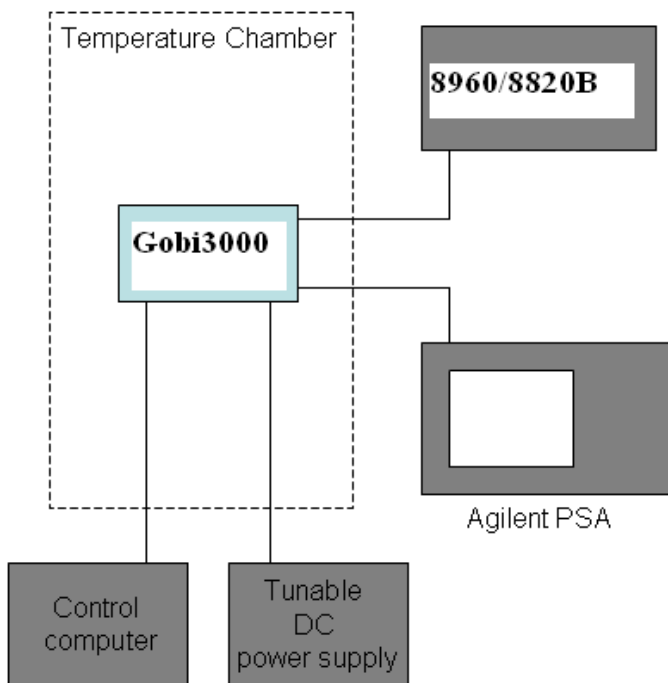 Temperature Chamber
8960/8820B
Gobi3000
Agilent PSA
Control
computer
Tunable
DC
power supply